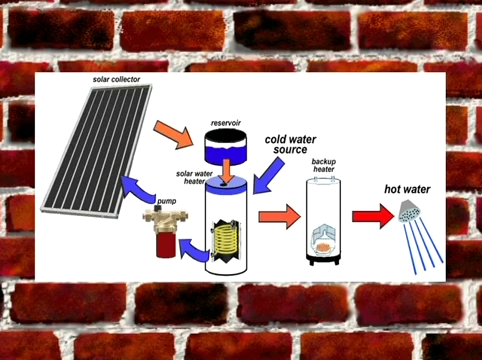 solar collector
reservoir
cold water
source
solar water
heater
backup
heater
hot water
pump